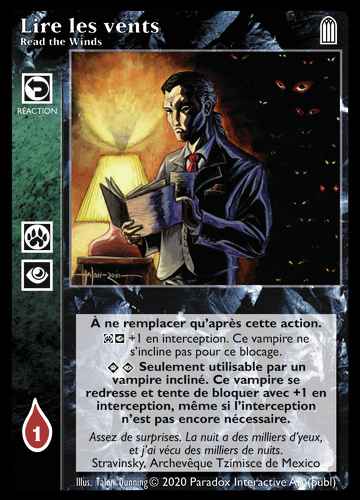 Lire les vents
Read the Winds
REACTION
À ne remplacer qu'après cette action.
+1 en interception. Ce vampire ne
s'incline pas pour ce blocage.
Seulement utilisable par un
vampire incliné. Ce vampire se
redresse et tente de bloquer avec +1 en
interception, même si l'interception
n'est pas encore nécessaire.
Assez de surprises. La nuit a des milliers d'yeux,
et j'ai vécu des milliers de nuits.
Stravinsky, Archevêque Tzimisce de Mexico
1
Illus. Talon Dunning © 2020 Paradox Interactive AB (publ)